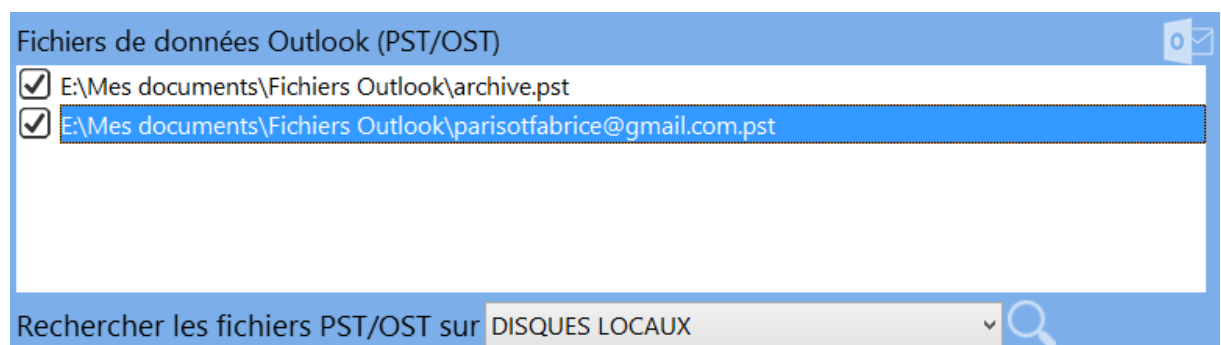 Fichiers de données Outlook (PST/OST)
E:\Mes documents\Fichiers Outlook\archive.pst
E:\Mes documents\Fichiers Outlook\parisotfabrice@gmail.com.pst
Rechercher les fichiers PST/OST sur DISQUES LOCAUX